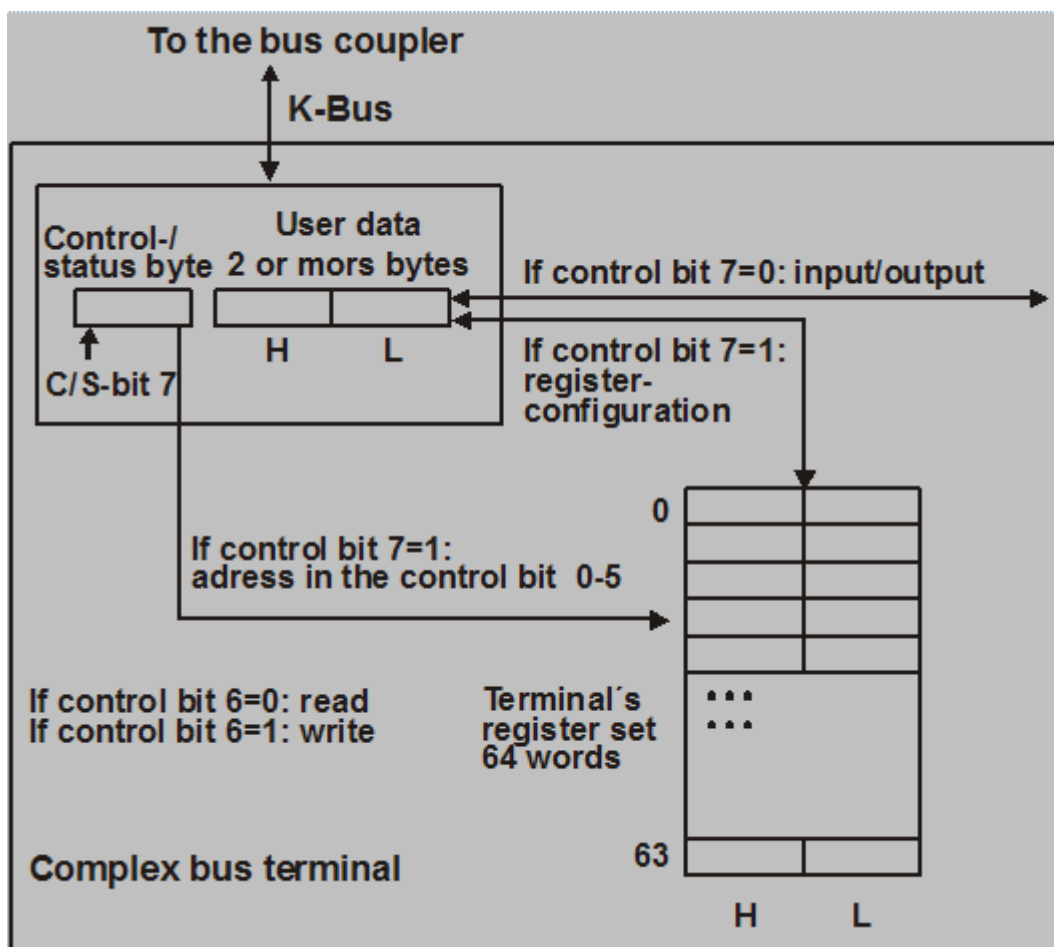 To the bus coupler
K-Bus
User data
2 or mors bytes
Control-/
status byte
H
L
C/S-bit 7
If control bit 7=0: input/output
If control bit 7=1:
register-
configuration
If control bit 7=1:
adress in the control bit 0-5
0
If control bit 6=0: read
If control bit 6=1: write
Terminal´s
register set
64 words
63
H
L
Complex bus terminal